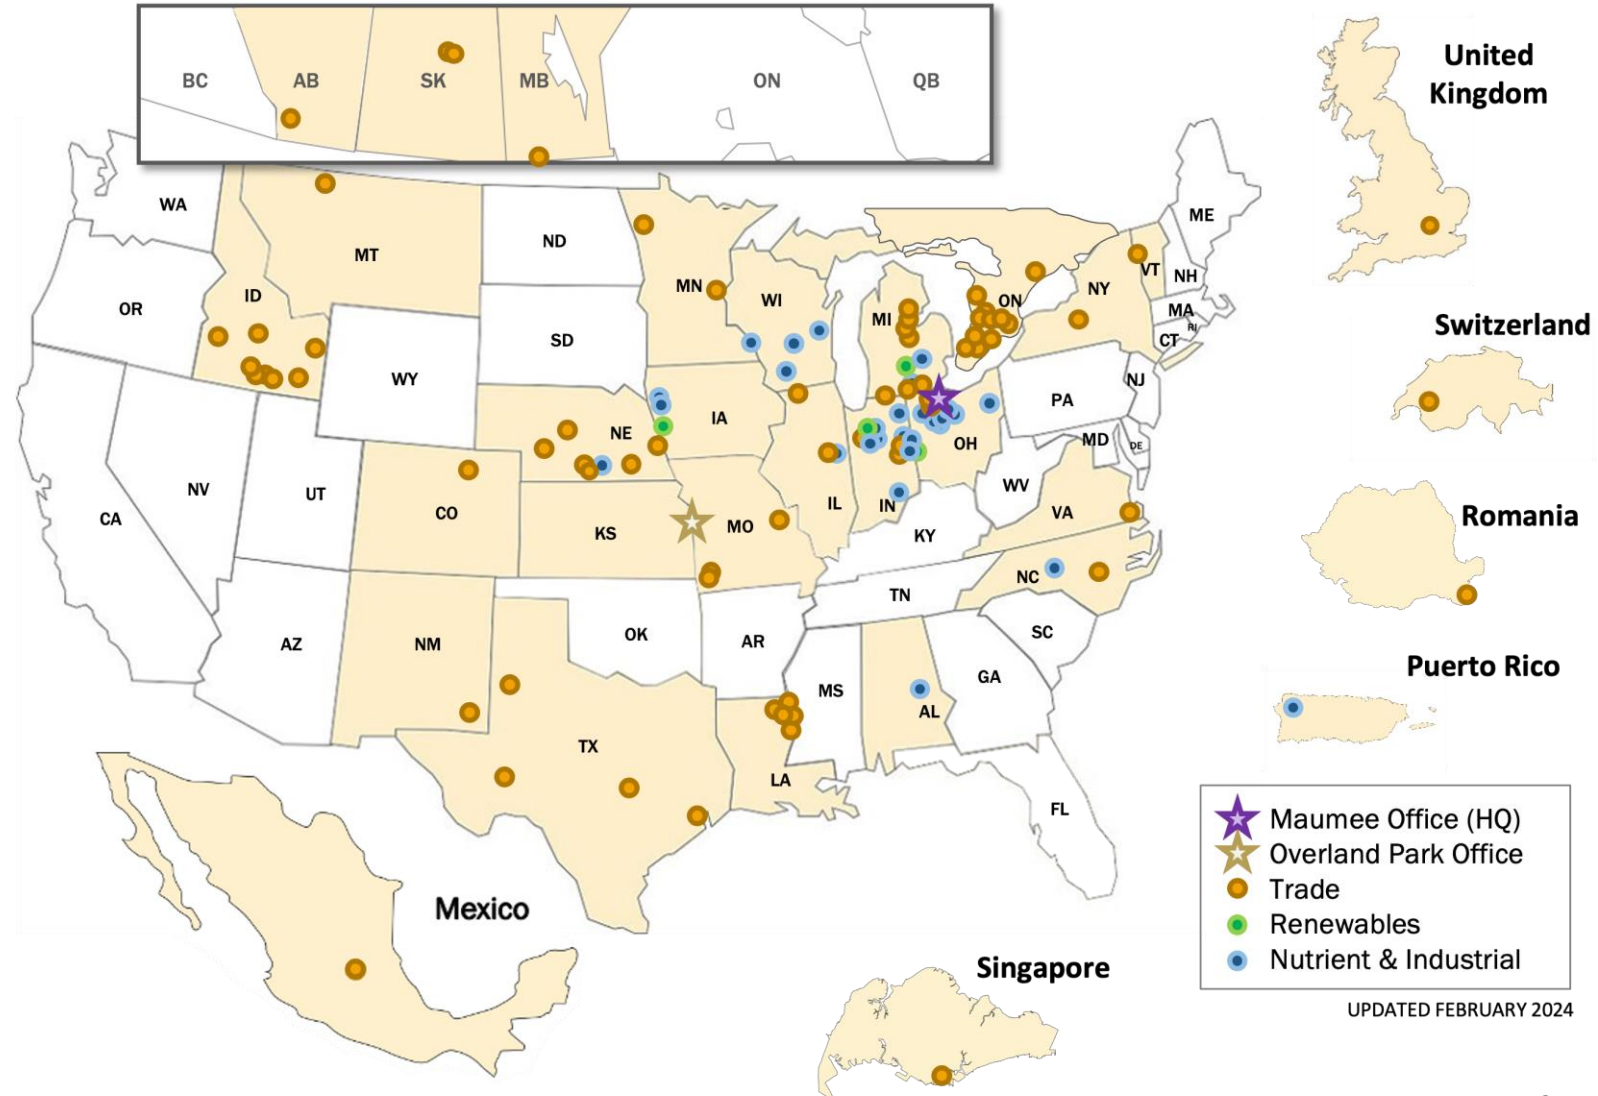 BC
AB
SK
MB
ON
QB
United
Kingdom
WA
MT
ND
MN
WI
MI
ON
NY
VT
NH
ME
MA
RI
CT
OR
ID
SD
WY
Switzerland
NE
IA
PA
NJ
MD
DE
OH
NV
UT
CO
KS
MO
IL
IN
WV
VA
KY
CA
Romania
NC
TN
AZ
NM
OK
AR
SC
MS
AL
GA
Puerto Rico
TX
LA
FL
Mexico
Maumee Office (HQ)
Overland Park Office
Trade
Renewables
Nutrient & Industrial
Singapore
UPDATED FEBRUARY 2024